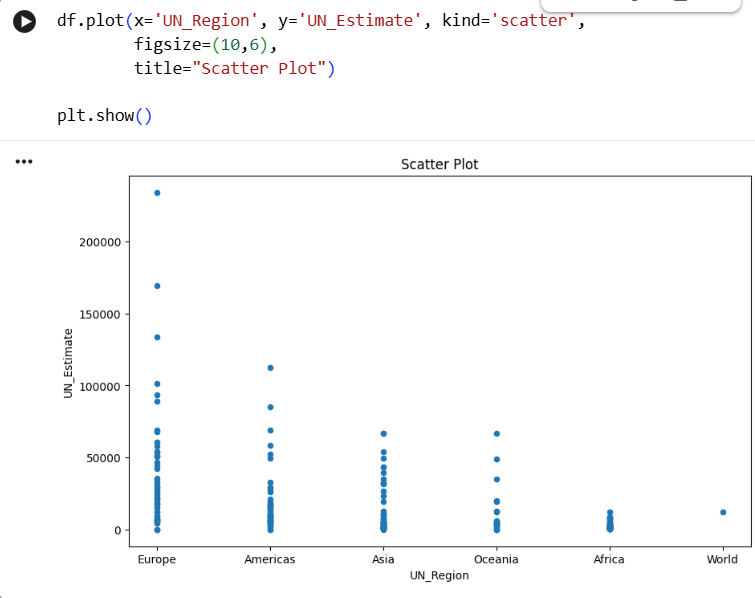 df.plot(x='UN_Region', y='UN_Estimate', kind='scatter',
figsize=(10,6),
title="Scatter Plot")
plt.show()
Scatter Plot
200000
150000
100000
50000
0
UN_Estimate
Europe Americas Asia Oceania Africa World
UN_Region